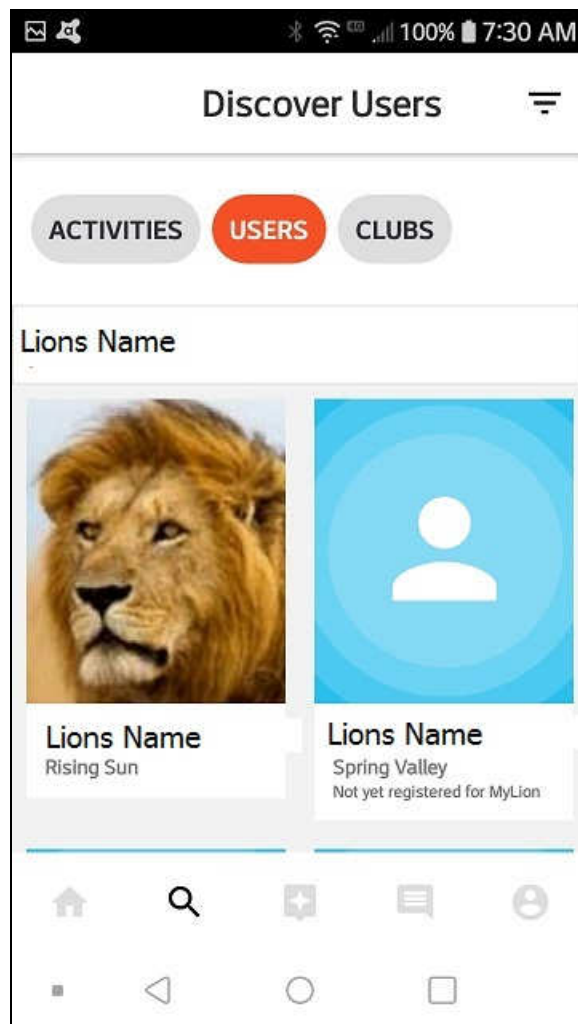 100% 7:30 AM
Discover Users
ACTIVITIES USERS CLUBS
Lions Name
Lions Name
Rising Sun
Lions Name
Spring Valley
Not yet registered for MyLion